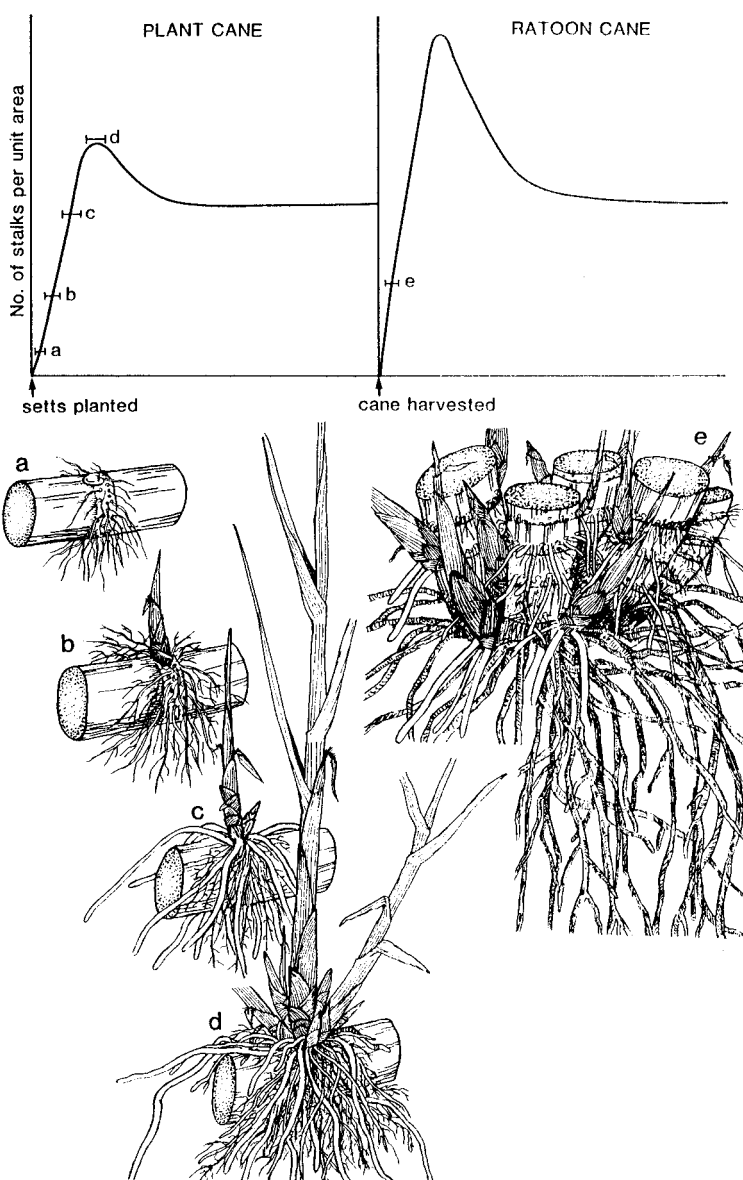 PLANT CANE
RATOON CANE
No. of stalks per unit area
d
c
b
a
e
setts planted
cane harvested
a
b
c
d
e